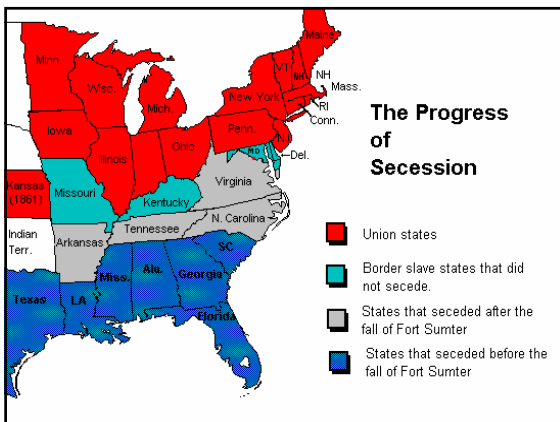 Maine
Minn.
VT
NH
NH
Mass.
Wisc.
New York
Mich.
RI
Conn.
Iowa
Penn.
NJ
Illinois
Ohio
MD
Del.
Kansas
(1861)
Missouri
Kentucky
Virginia
Indian
Terr.
Arkansas
Tennessee
N. Carolina
SC
Texas
LA
Miss.
Ala.
Georgia
Florida
The Progress
of
Secession
Union states
Border slave states that did
not secede.
States that seceded after the
fall of Fort Sumter
States that seceded before the
fall of Fort Sumter